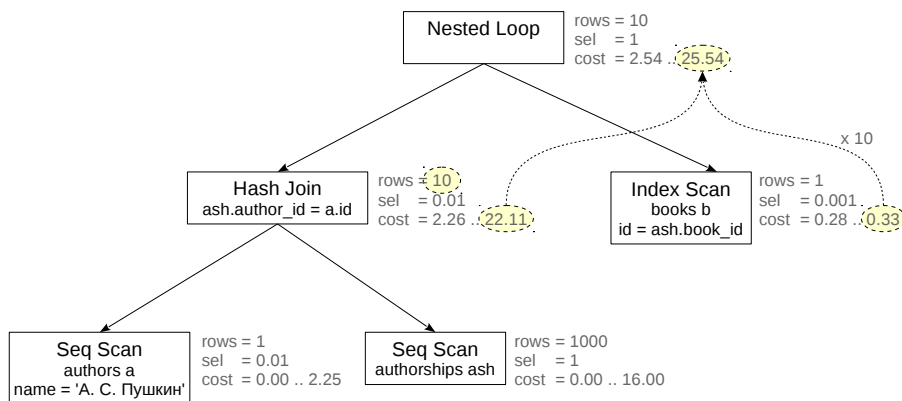 Nested Loop
rows = 10
sel = 1
cost = 2.54 .. 25.54
x 10
Hash Join
ash.author_id = a.id
rows = 10
sel = 0.01
cost = 2.26 .. 22.11
Index Scan
books b
id = ash.book_id
rows = 1
sel = 0.001
cost = 0.28 .. 0.33
Seq Scan
authors a
name = 'А. С. Пушкин'
rows = 1
sel = 0.01
cost = 0.00 .. 2.25
Seq Scan
authorships ash
rows = 1000
sel = 1
cost = 0.00 .. 16.00